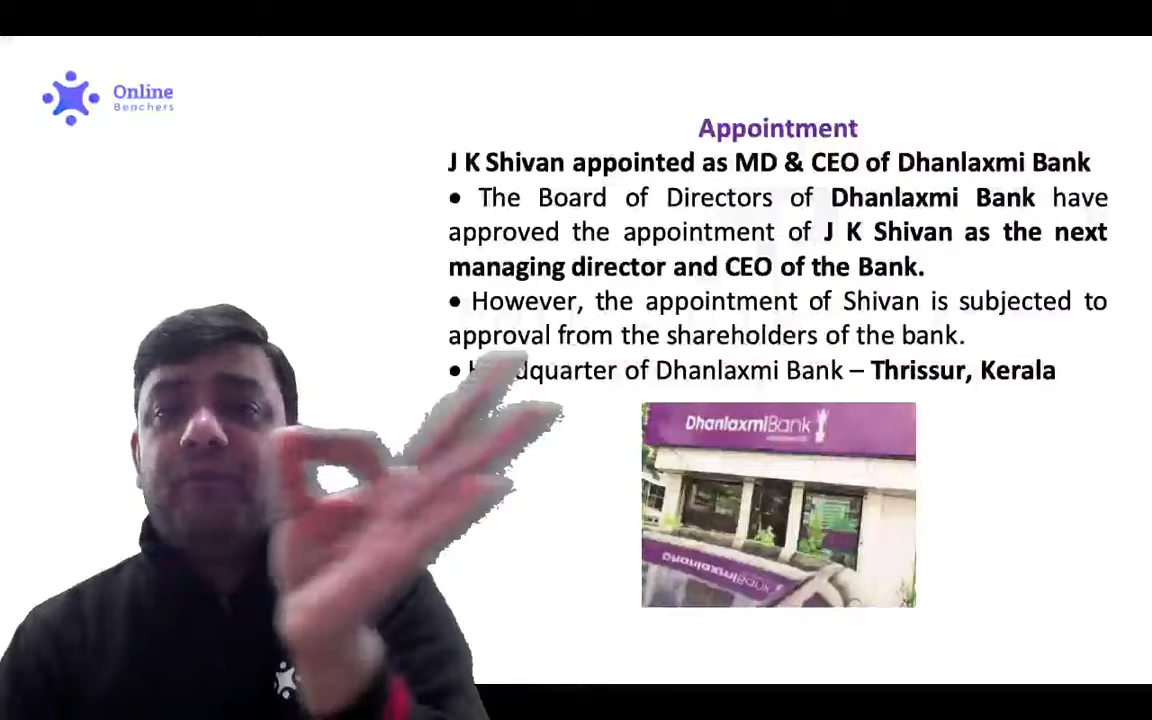 Online
Benchers
Appointment
J K Shivan appointed as MD & CEO of Dhanlaxmi Bank
• The Board of Directors of Dhanlaxmi Bank have
approved the appointment of J K Shivan as the next
managing director and CEO of the Bank.
• However, the appointment of Shivan is subjected to
approval from the shareholders of the bank.
• Headquarter of Dhanlaxmi Bank – Thrissur, Kerala
DhanlaxmiBank
DhanlaxmiBank